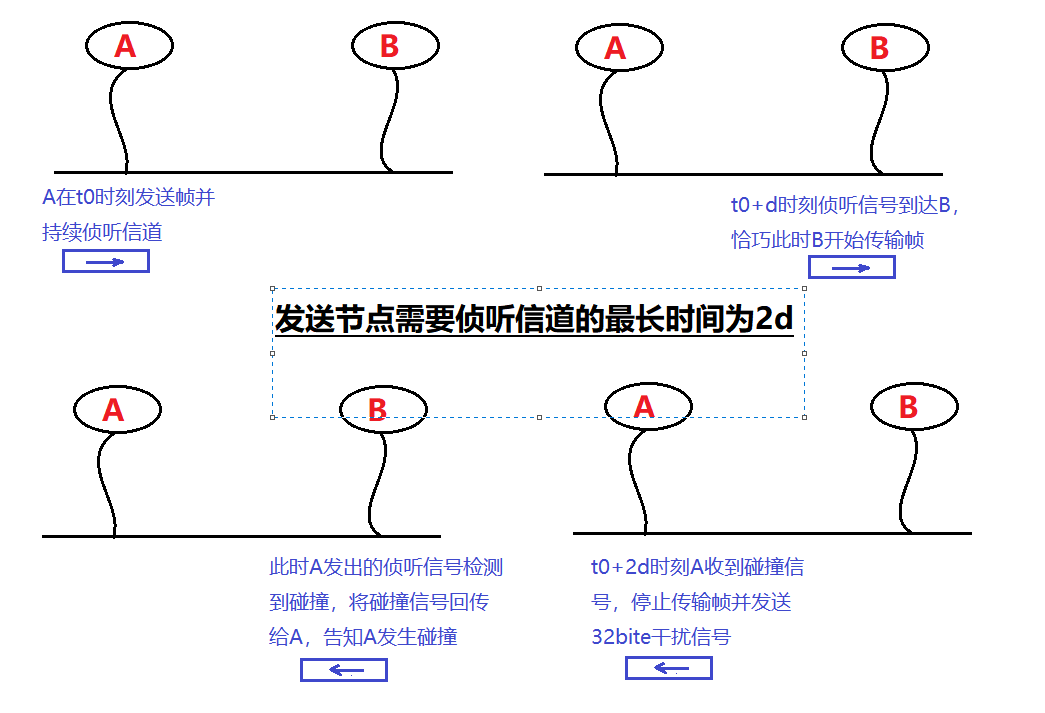 A
B
A
B
A在t0时刻发送帧并
持续侦听信道
t0+d时刻侦听信号到达B，
恰巧此时B开始传输帧
发送节点需要侦听信道的最长时间为2d
A
B
A
B
此时A发出的侦听信号检测
到碰撞，将碰撞信号回传
给A，告知A发生碰撞
t0+2d时刻A收到碰撞信
号，停止传输帧并发送
32bite干扰信号